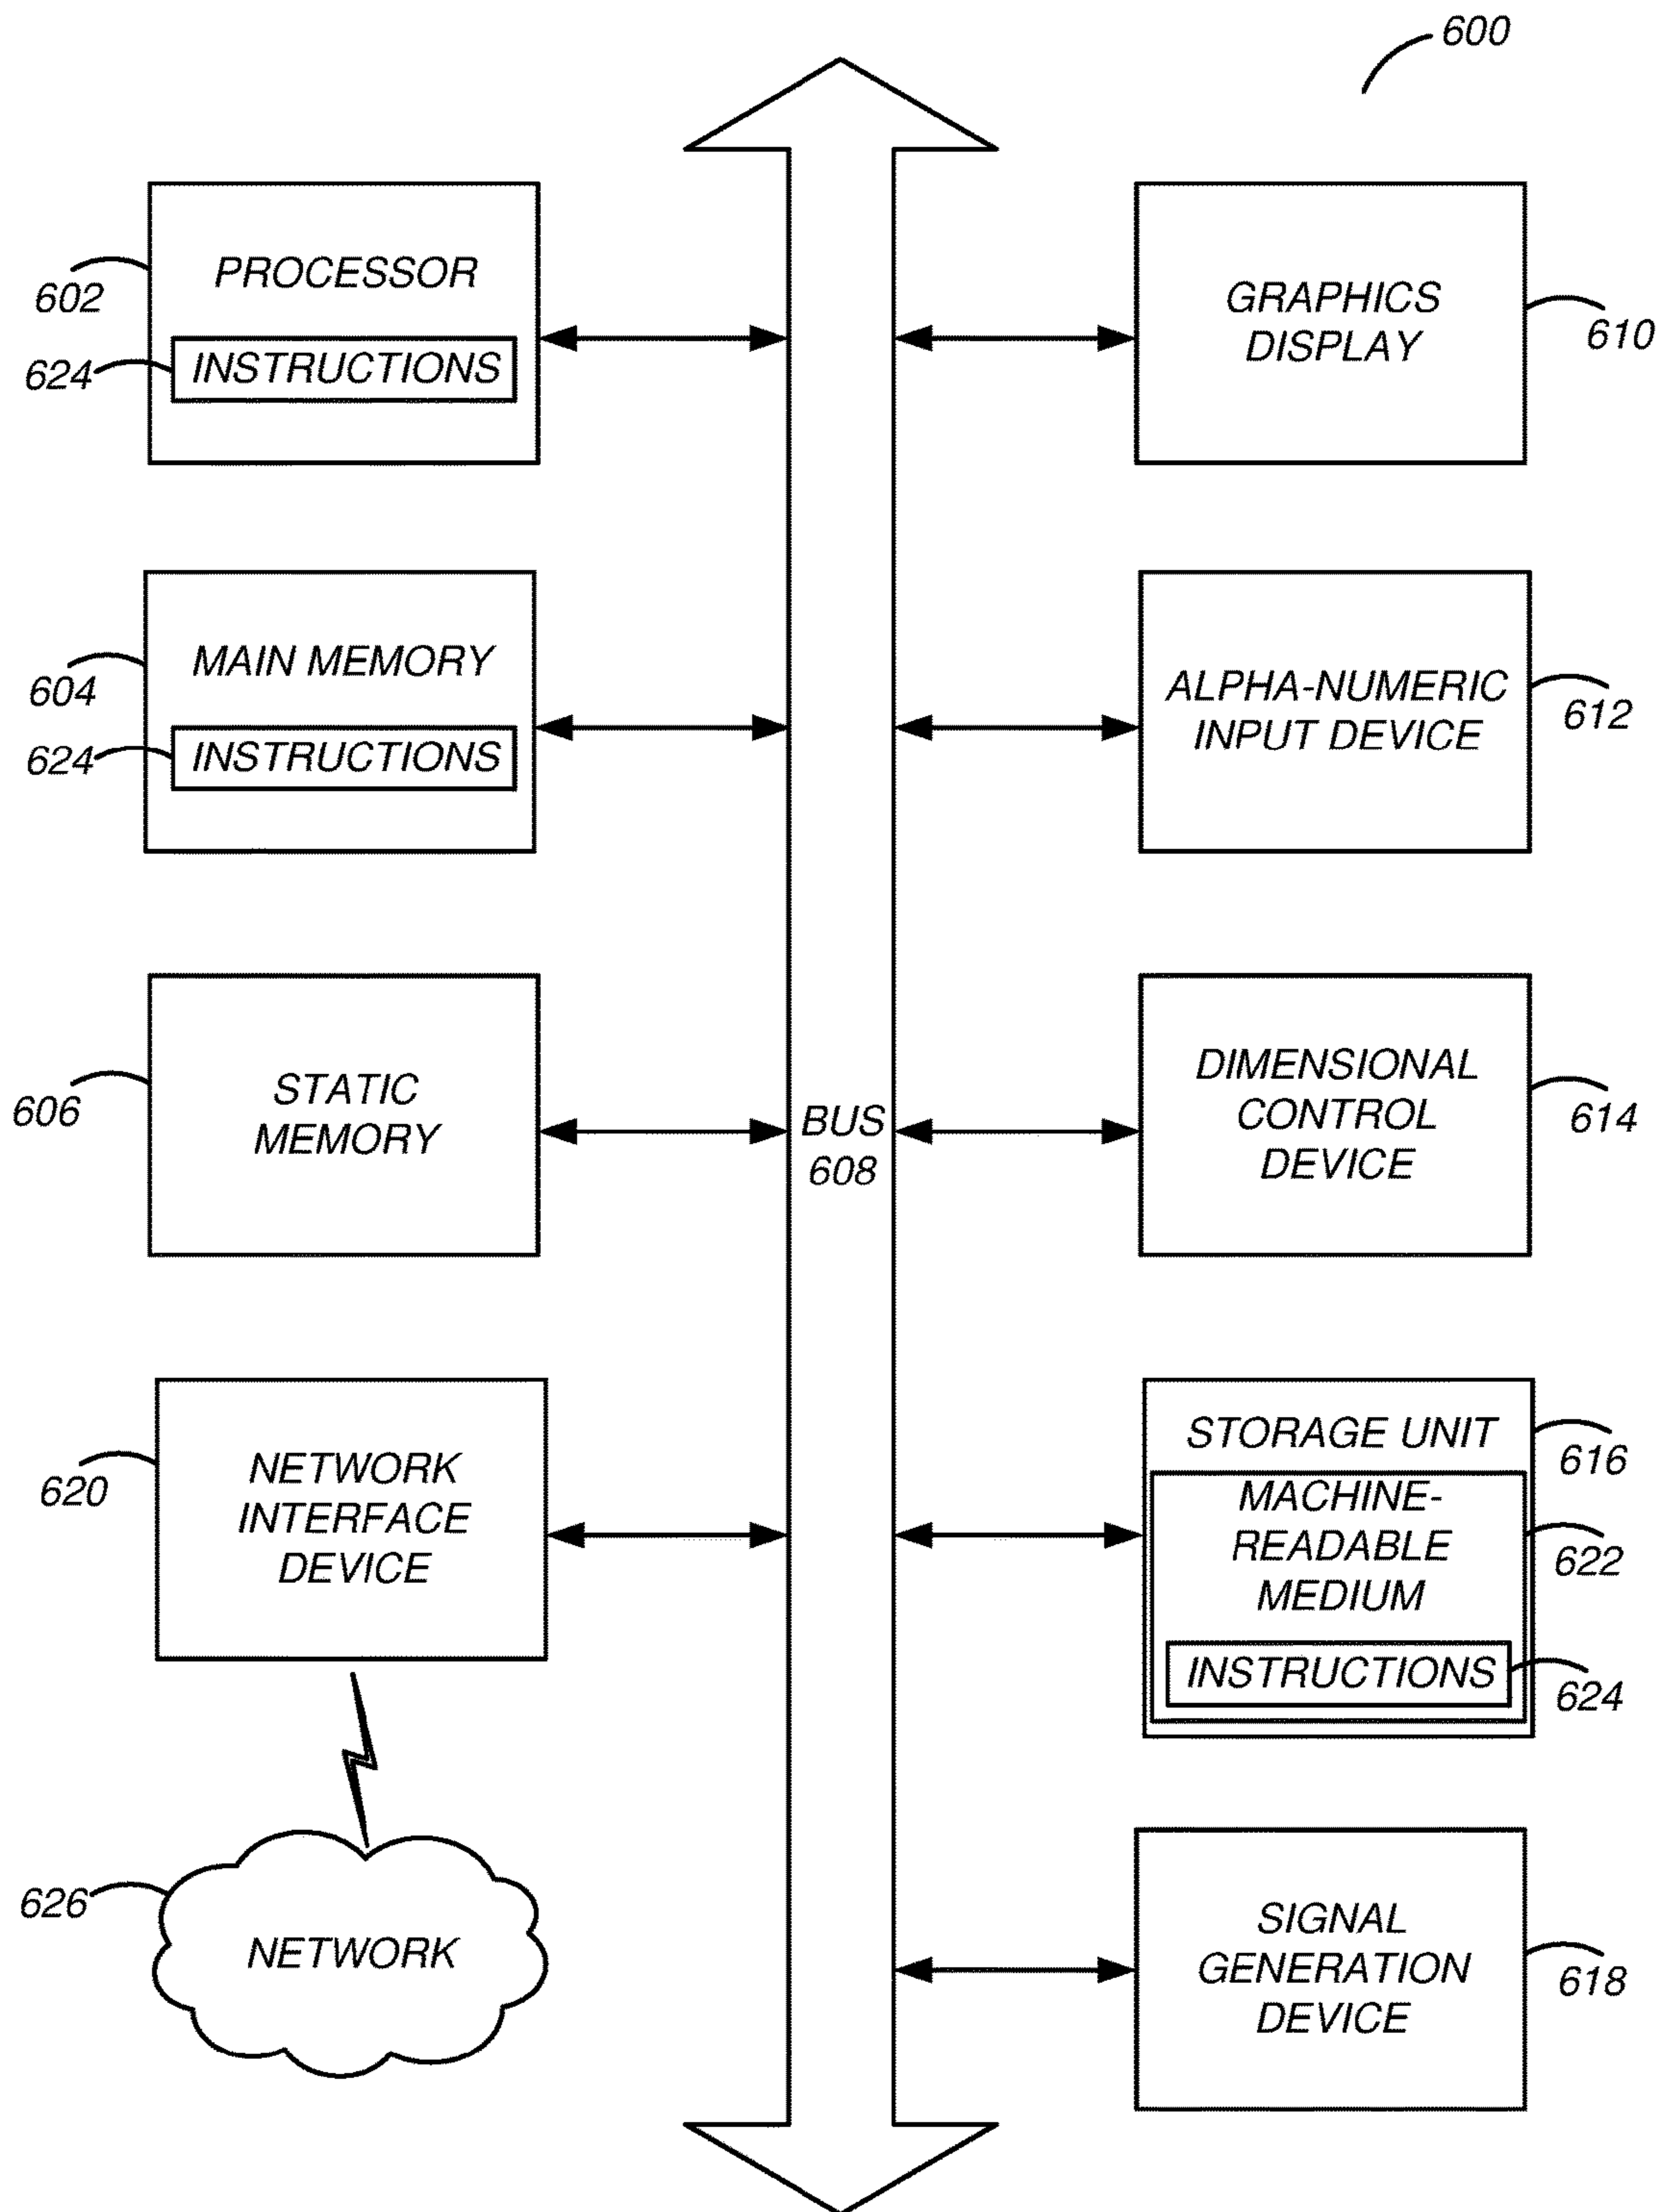 600
PROCESSOR
602
624
INSTRUCTIONS
GRAPHICS
DISPLAY
610
MAIN MEMORY
604
624
INSTRUCTIONS
ALPHA-NUMERIC
INPUT DEVICE
612
STATIC
MEMORY
606
BUS
608
DIMENSIONAL
CONTROL
DEVICE
614
NETWORK
INTERFACE
DEVICE
620
STORAGE UNIT
616
MACHINE-
READABLE
MEDIUM
622
INSTRUCTIONS
624
626
NETWORK
SIGNAL
GENERATION
DEVICE
618